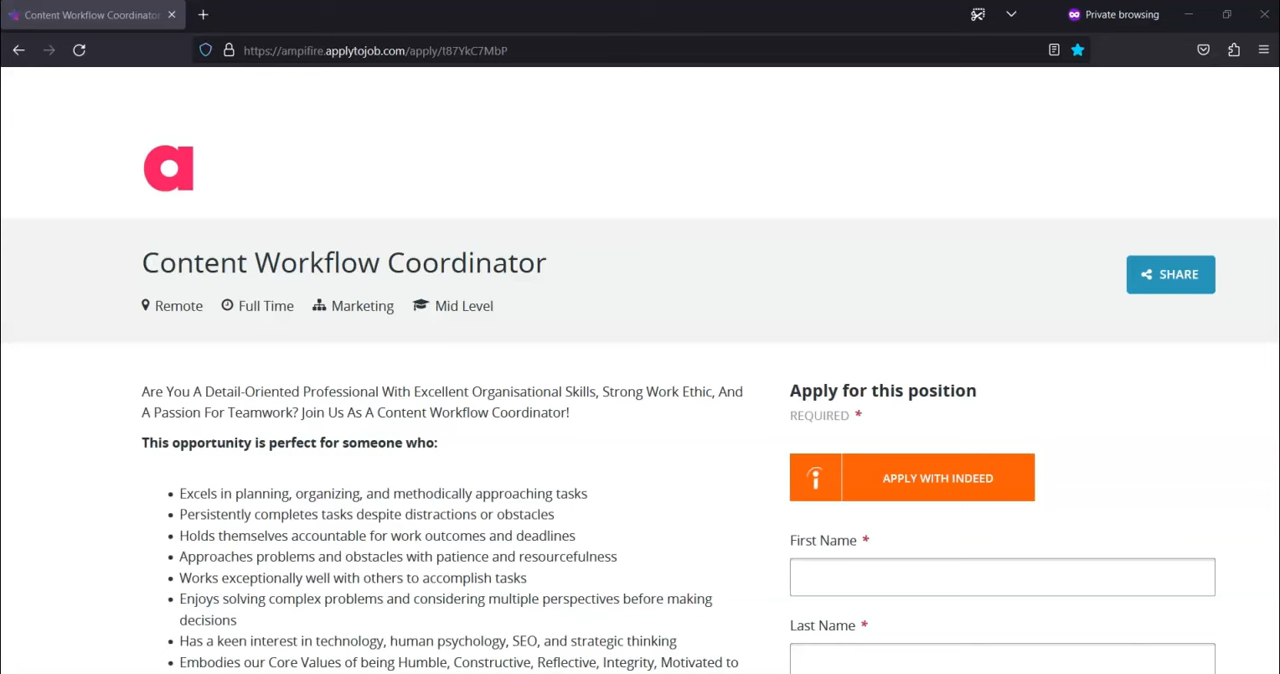 Content Workflow Coordinator
Private browsing
https://ampifire.applytojob.com/apply/t87YkC7MbP
a
Content Workflow Coordinator
SHARE
Remote Full Time Marketing Mid Level
Are You A Detail-Oriented Professional With Excellent Organisational Skills, Strong Work Ethic, And
A Passion For Teamwork? Join Us As A Content Workflow Coordinator!
This opportunity is perfect for someone who:
• Excels in planning, organizing, and methodically approaching tasks
• Persistently completes tasks despite distractions or obstacles
• Holds themselves accountable for work outcomes and deadlines
• Approaches problems and obstacles with patience and resourcefulness
• Works exceptionally well with others to accomplish tasks
• Enjoys solving complex problems and considering multiple perspectives before making
decisions
• Has a keen interest in technology, human psychology, SEO, and strategic thinking
• Embodies our Core Values of being Humble, Constructive, Reflective, Integrity, Motivated to
Apply for this position
REQUIRED *
APPLY WITH INDEED
First Name *
Last Name *